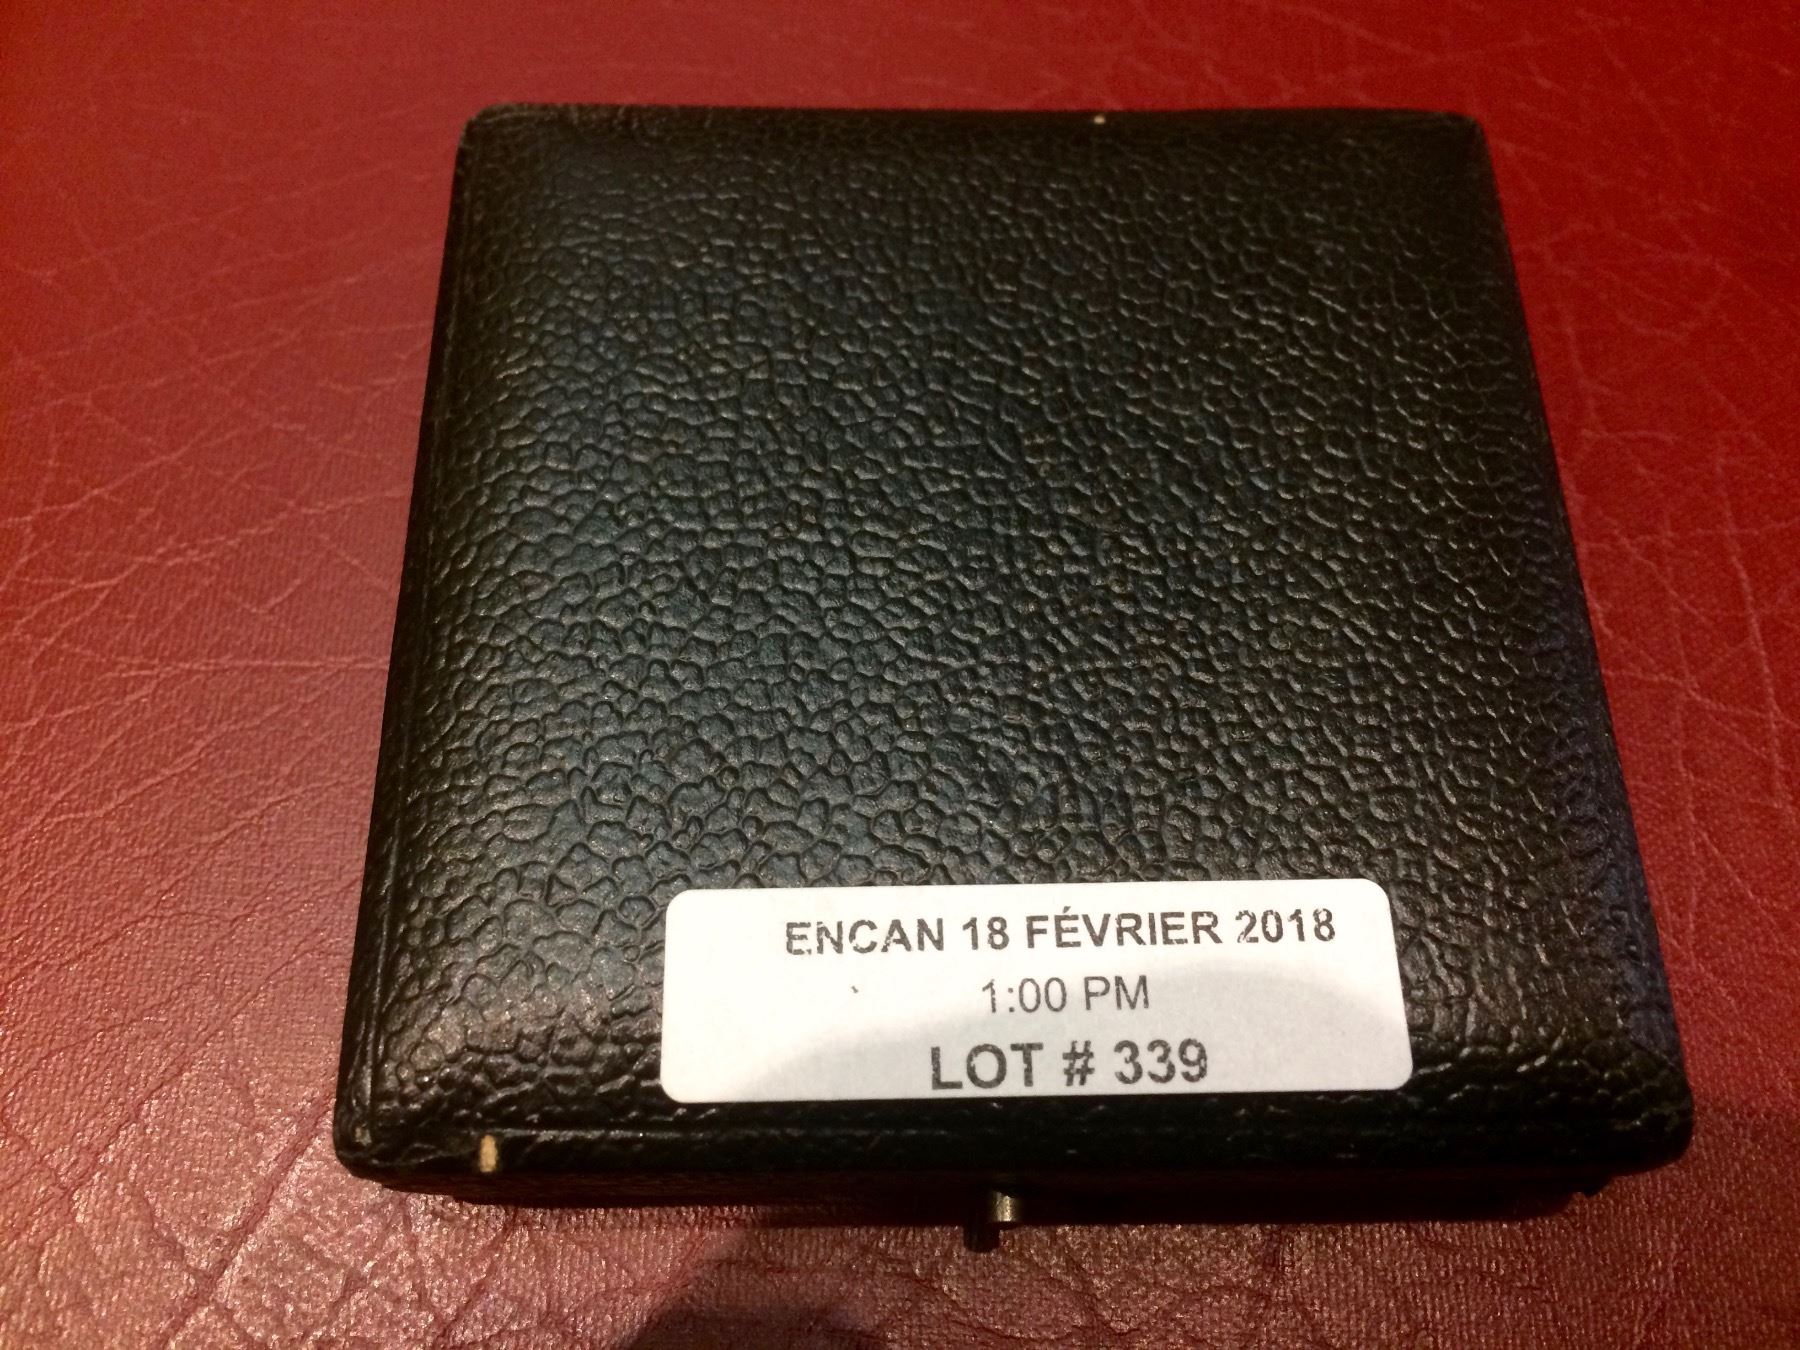 ENCAN 18 FÉVRIER 2018
1:00 PM
LOT # 339